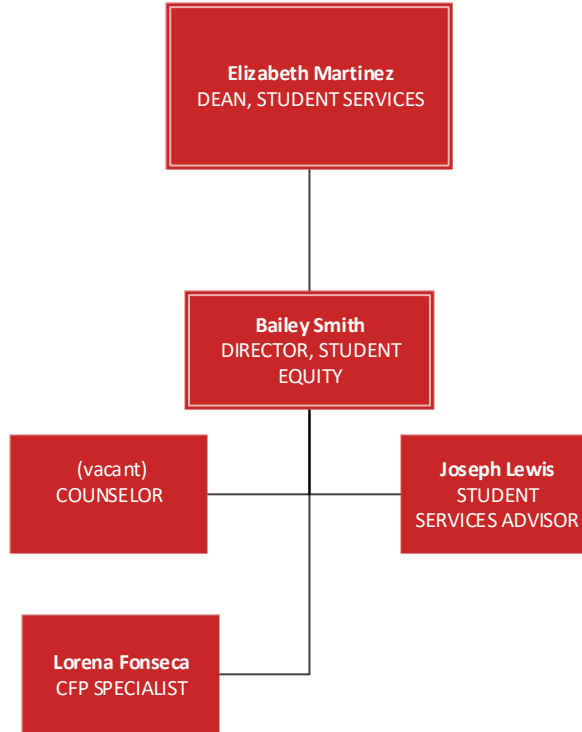 Elizabeth Martinez
DEAN, STUDENT SERVICES
Bailey Smith
DIRECTOR, STUDENT
EQUITY
(vacant)
COUNSELOR
Joseph Lewis
STUDENT
SERVICES ADVISOR
Lorena Fonseca
CFP SPECIALIST